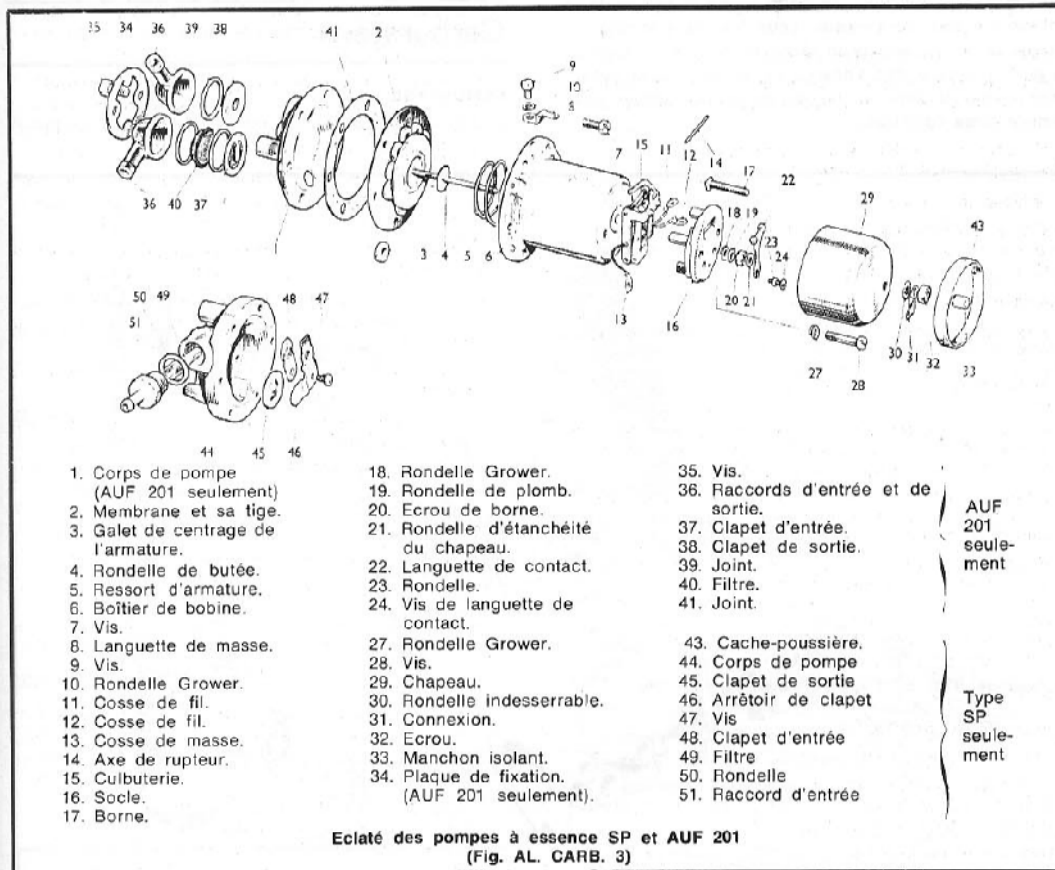 35 34 36 39 38 41 2
9
10
8
7 15 11 12 14 17 22
29
43
18 19
23
24
36 40 37
3 4 5 6
13 16
20 21
30 31 32 33
27 28
50 49 48 47
51
44 45 46
1. Corps de pompe
(AUF 201 seulement)
2. Membrane et sa tige.
3. Galet de centrage de
l'armature.
4. Rondelle de butée.
5. Ressort d'armature.
6. Boîtier de bobine.
7. Vis.
8. Languette de masse.
9. Vis.
10. Rondelle Grower.
11. Cosse de fil.
12. Cosse de fil.
13. Cosse de masse.
14. Axe de rupteur.
15. Culbuterie.
16. Socle.
17. Borne.
18. Rondelle Grower.
19. Rondelle de plomb.
20. Ecrou de borne.
21. Rondelle d'étanchéité
du chapeau.
22. Languette de contact.
23. Rondelle.
24. Vis de languette de
contact.
27. Rondelle Grower.
28. Vis.
29. Chapeau.
30. Rondelle indesserrable.
31. Connexion.
32. Ecrou.
33. Manchon isolant.
34. Plaque de fixation.
(AUF 201 seulement).
35. Vis.
36. Raccords d'entrée et de
sortie.
37. Clapet d'entrée.
38. Clapet de sortie.
39. Joint.
40. Filtre.
41. Joint.
AUF
201
seule-
ment
43. Cache-poussière.
44. Corps de pompe
45. Clapet de sortie
46. Arrêtoir de clapet
47. Vis
48. Clapet d'entrée
49. Filtre
50. Rondelle
51. Raccord d'entrée
Type
SP
seule-
ment
Eclaté des pompes à essence SP et AUF 201
(Fig. AL. CARB. 3)